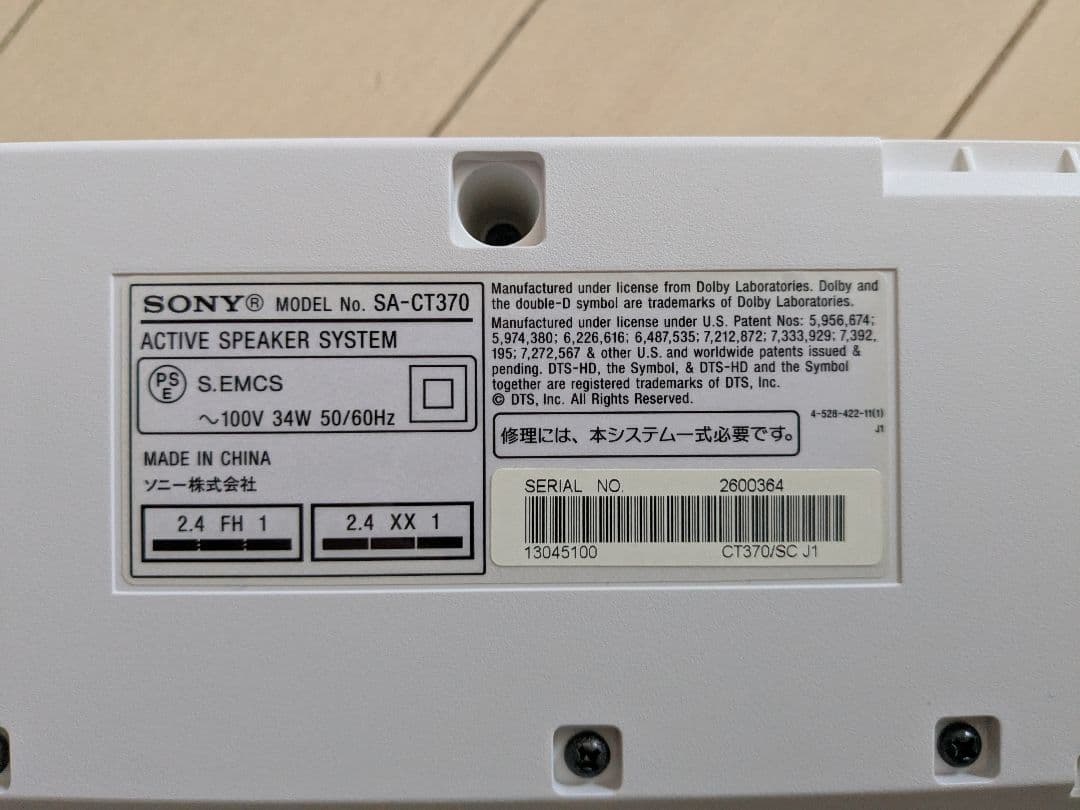 SONY® MODEL No. SA-CT370
ACTIVE SPEAKER SYSTEM
PS
E
S.EMCS
～100V 34W 50/60Hz
MADE IN CHINA
ソニー株式会社
2.4 FH 1
2.4 XX 1
Manufactured under license from Dolby Laboratories. Dolby and
the double-D symbol are trademarks of Dolby Laboratories.
Manufactured under license under U.S. Patent Nos: 5,956,674;
5,974,380; 6,226,616; 6,487,535; 7,212,872; 7,333,929; 7,392,
195; 7,272,567 & other U.S. and worldwide patents issued &
pending. DTS-HD, the Symbol, & DTS-HD and the Symbol
together are registered trademarks of DTS, Inc.
© DTS, Inc. All Rights Reserved.
4-528-422-11(1)
J1
修理には、本システム一式必要です。
SERIAL NO. 2600364
13045100 CT370/SC J1